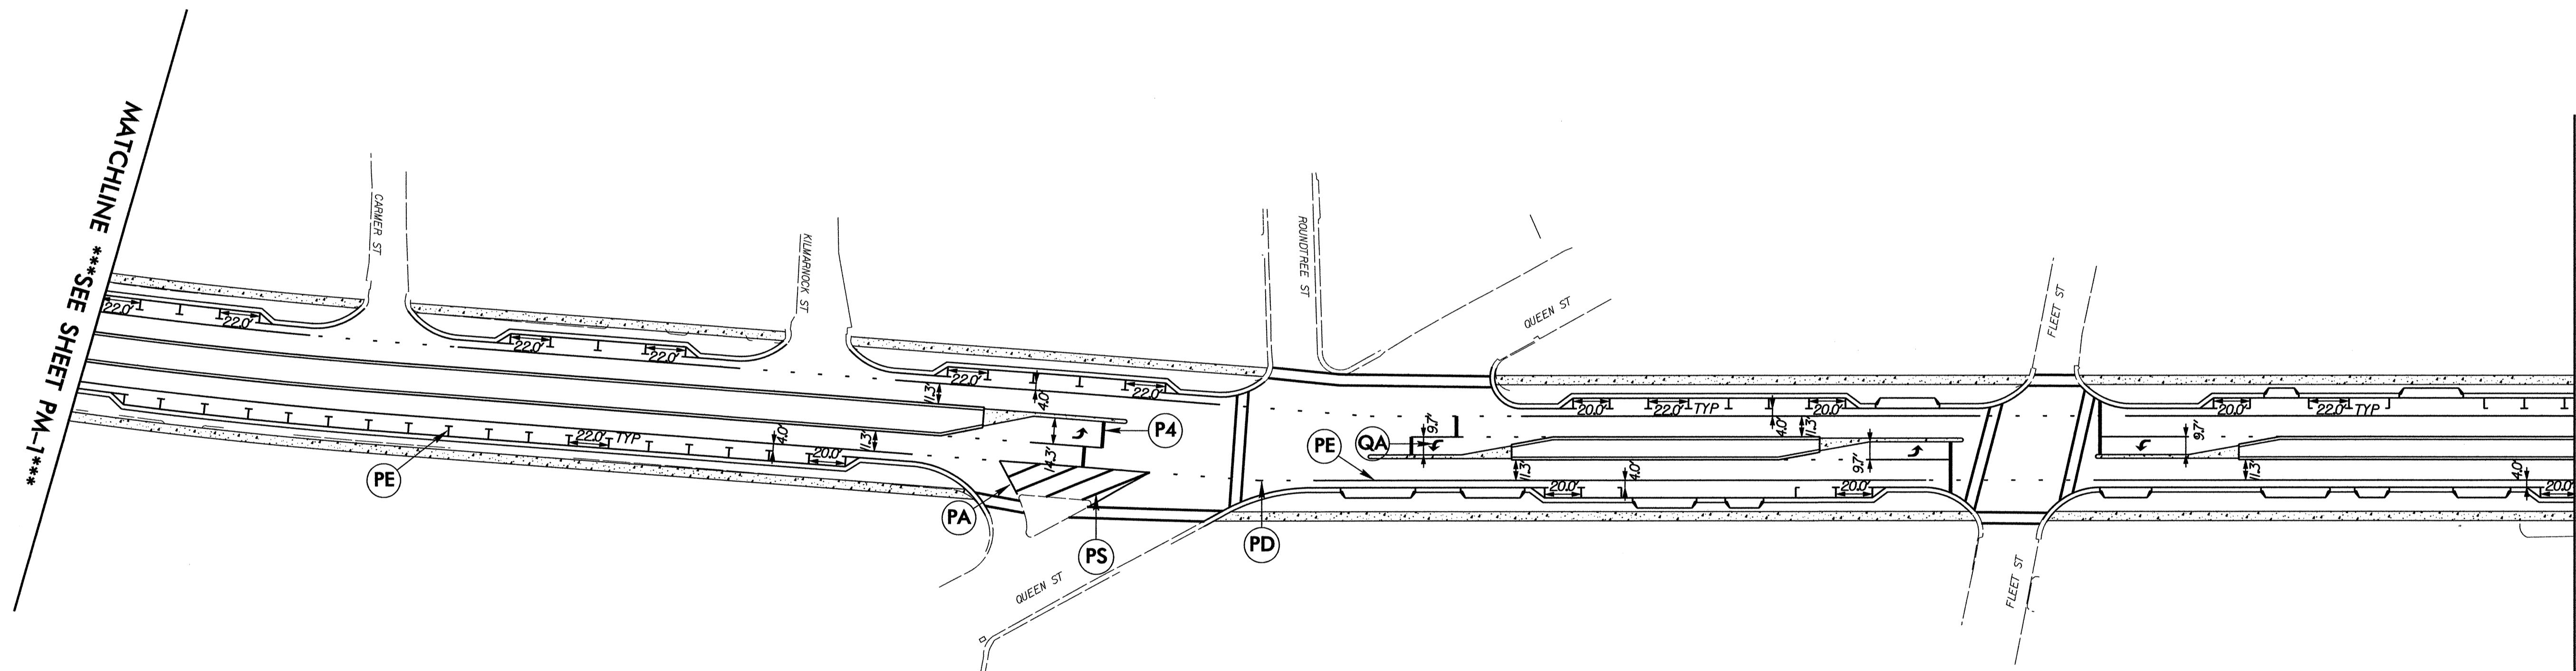 MATCHLINE ***SEE SHEET PM-1***
CARMER ST
KILMARNOCK ST
ROUNDTREE ST
QUEEN ST
FLEET ST
22.0'
22.0'
22.0'
22.0'
22.0'
22.0'
11.3'
4.0'
22.0' TYP
4.0'
20.0'
11.3'
14.3'
P4
PE
PA
PS
PD
PE
QA
9.7'
20.0'
22.0' TYP
20.0'
4.0'
11.3'
9.7'
11.3'
4.0'
20.0'
20.0'
20.0'
22.0' TYP
9.7'
11.3'
4.0'
20.0'
QUEEN ST
FLEET ST